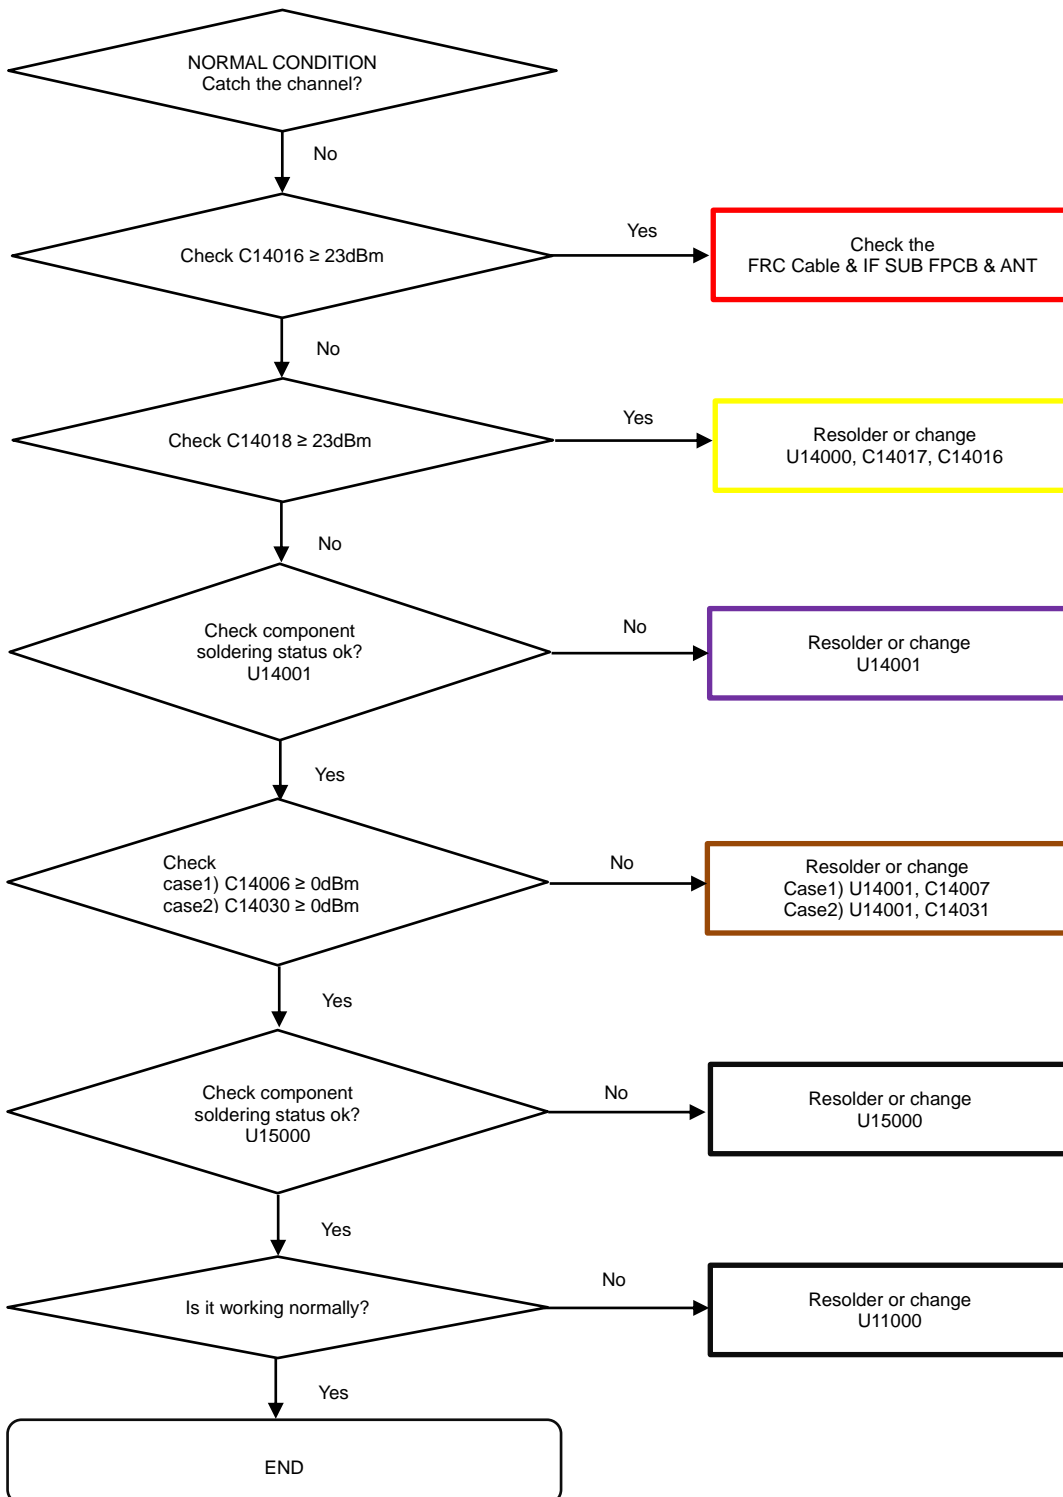 NORMAL CONDITION
Catch the channel?
No
Check C14016 ≥ 23dBm
Yes
Check the
FRC Cable & IF SUB FPCB & ANT
No
Check C14018 ≥ 23dBm
Yes
Resolder or change
U14000, C14017, C14016
No
Check component
soldering status ok?
U14001
No
Resolder or change
U14001
Yes
Check
case1) C14006 ≥ 0dBm
case2) C14030 ≥ 0dBm
No
Resolder or change
Case1) U14001, C14007
Case2) U14001, C14031
Yes
Check component
soldering status ok?
U15000
No
Resolder or change
U15000
Yes
Is it working normally?
No
Resolder or change
U11000
Yes
END